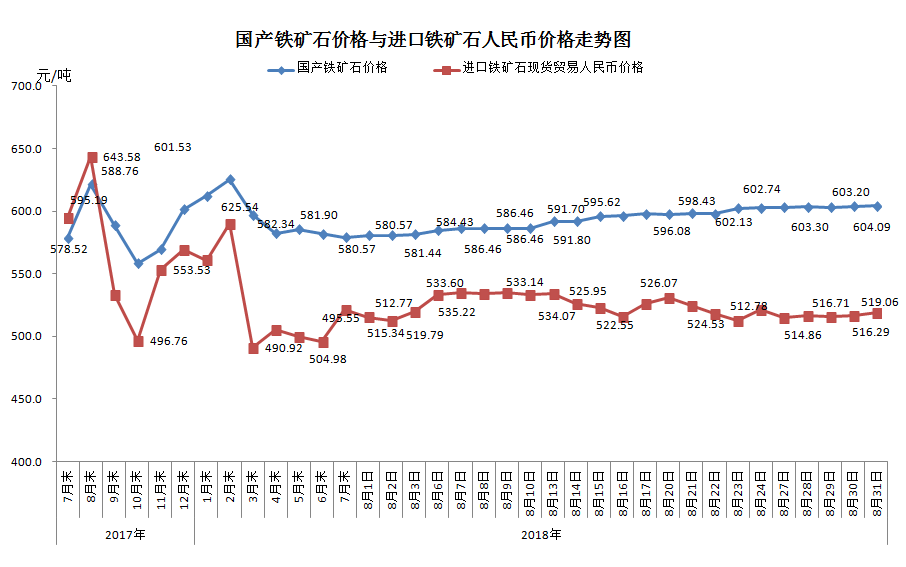 国产铁矿石价格与进口铁矿石人民币价格走势图
国产铁矿石价格 进口铁矿石现货贸易人民币价格
元/吨
700.0
650.0
600.0
550.0
500.0
450.0
400.0
578.52
595.19
643.58
588.76
601.53
553.53
496.76
625.54
582.34
581.90
580.57
580.57
581.44
584.43
586.46
586.46
586.46
591.70
591.80
595.62
596.08
598.43
602.13
602.74
603.30
603.20
604.09
490.92
504.98
495.55
515.34
512.77
519.79
533.60
535.22
533.14
534.07
525.95
522.55
526.07
524.53
512.78
514.86
516.71
516.29
519.06
7月末
8月末
9月末
10月末
11月末
12月末
1月末
2月末
3月末
4月末
5月末
6月末
7月末
8月1日
8月2日
8月3日
8月6日
8月7日
8月8日
8月9日
8月10日
8月13日
8月14日
8月15日
8月16日
8月17日
8月20日
8月21日
8月22日
8月23日
8月24日
8月27日
8月28日
8月29日
8月30日
8月31日
2017年 2018年